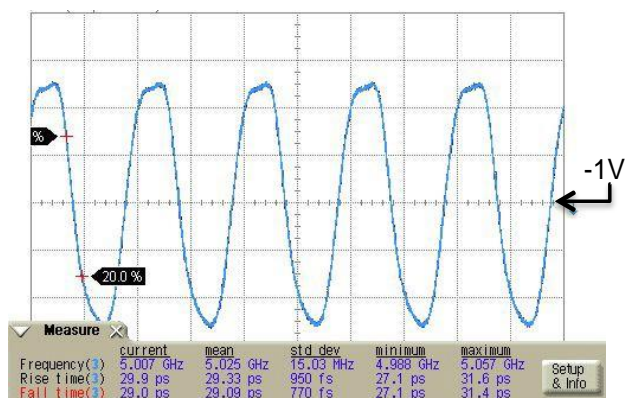 -1V
%
20.0 %
Measure
current mean std dev minimum maximum
Frequency(3) 5.007 GHz 5.025 GHz 15.03 MHz 4.988 GHz 5.057 GHz
Rise time(3) 29.9 ps 29.33 ps 950 fs 27.1 ps 31.6 ps
Fall time(3) 29.0 ps 29.09 ps 770 fs 27.1 ps 31.4 ps
Setup
& Info